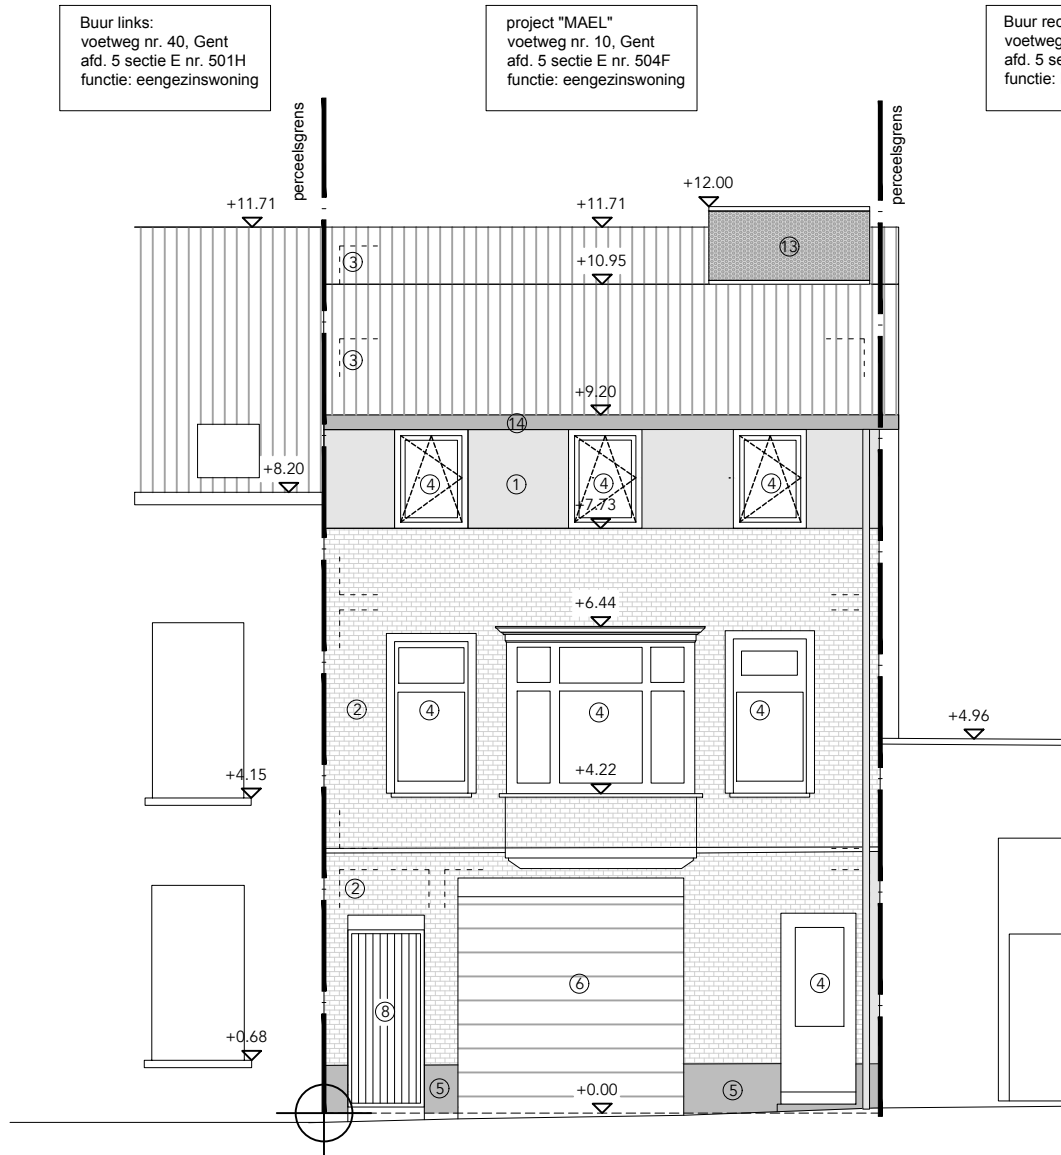 Buur links:
voetweg nr. 40, Gent
afd. 5 sectie E nr. 501H
functie: eengezinswoning
project "MAEL"
voetweg nr. 10, Gent
afd. 5 sectie E nr. 504F
functie: eengezinswoning
Buur rec
voetweg
afd. 5 se
functie:
perceelsgrens
perceelsgrens
+12.00
+11.71
+11.71
13
3
+10.95
3
+9.20
14
+8.20
4
1
4
4
+7.73
+6.44
2
4
4
4
+4.96
+4.15
+4.22
2
6
4
8
+0.68
5
+0.00
5